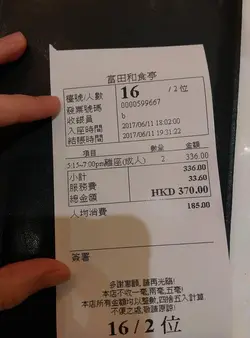 富田和食亭
檯號/人數 16 / 2 位
發票號碼 0000599667
收銀員 b
入座時間 2017/06/11 18:02:00
結帳時間 2017/06/11 19:31:22
項目 數量 金額
5:15-7:00pm離座(成人) 2 336.00
小計 336.00
服務費 33.60
總金額 HKD 370.00
人均消費 185.00
簽署
多謝惠顧, 請再光臨!
本店不收一毫,兩毫,五毫!
本店所有金額均以整數,四捨五入計算.
不便之處,敬請原諒!
16 / 2 位